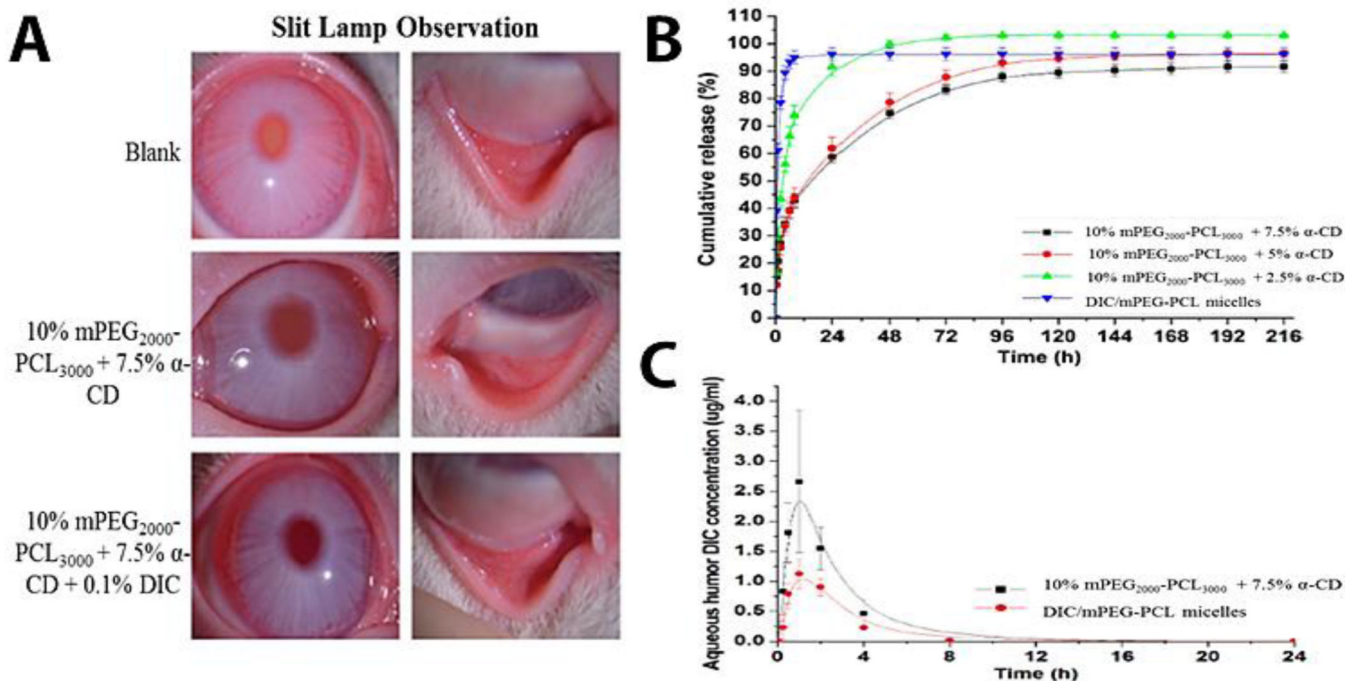 A
Slit Lamp Observation
Blank
10% mPEG₂₀₀₀-
PCL₃₀₀₀ + 7.5% α-
CD
10% mPEG₂₀₀₀-
PCL₃₀₀₀ + 7.5% α-
CD + 0.1% DIC
B
Cumulative release (%)
110
100
90
80
70
60
50
40
30
20
10
0
10% mPEG₂₀₀₀-PCL₃₀₀₀ + 7.5% α-CD
10% mPEG₂₀₀₀-PCL₃₀₀₀ + 5% α-CD
10% mPEG₂₀₀₀-PCL₃₀₀₀ + 2.5% α-CD
DIC/mPEG-PCL micelles
0 24 48 72 96 120 144 168 192 216
Time (h)
C
Aqueous humor DIC concentration (ug/ml)
4.0
3.5
3.0
2.5
2.0
1.5
1.0
0.5
0.0
10% mPEG₂₀₀₀-PCL₃₀₀₀ + 7.5% α-CD
DIC/mPEG-PCL micelles
0 4 8 12 16 20 24
Time (h)